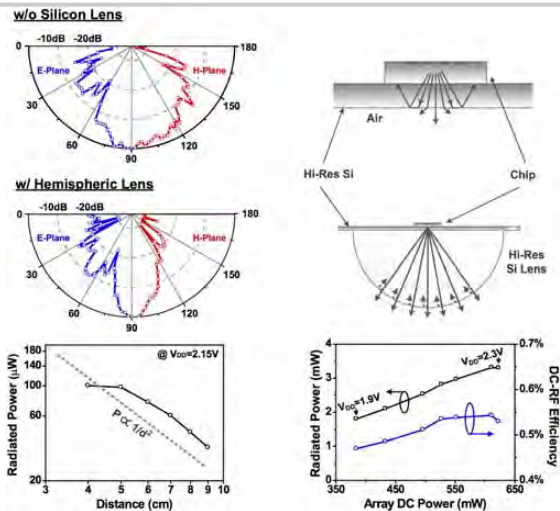 w/o Silicon Lens
0 -10dB -20dB 180
E-Plane H-Plane
30 150
60 90 120
w/ Hemispheric Lens
0 -10dB -20dB 180
E-Plane H-Plane
30 150
60 90 120
Air
Hi-Res Si Chip
Hi-Res
Si Lens
Radiated Power (μW)
180
140
100
60
20
@ VDD=2.15V
P ∝ 1/d²
3 4 5 6 7 8 9 10
Distance (cm)
Radiated Power (mW)
4
3
2
1
0
VDD=1.9V
VDD=2.3V
0.7%
0.6%
0.5%
0.4%
DC-RF Efficiency
350 400 450 500 550 600 650
Array DC Power (mW)